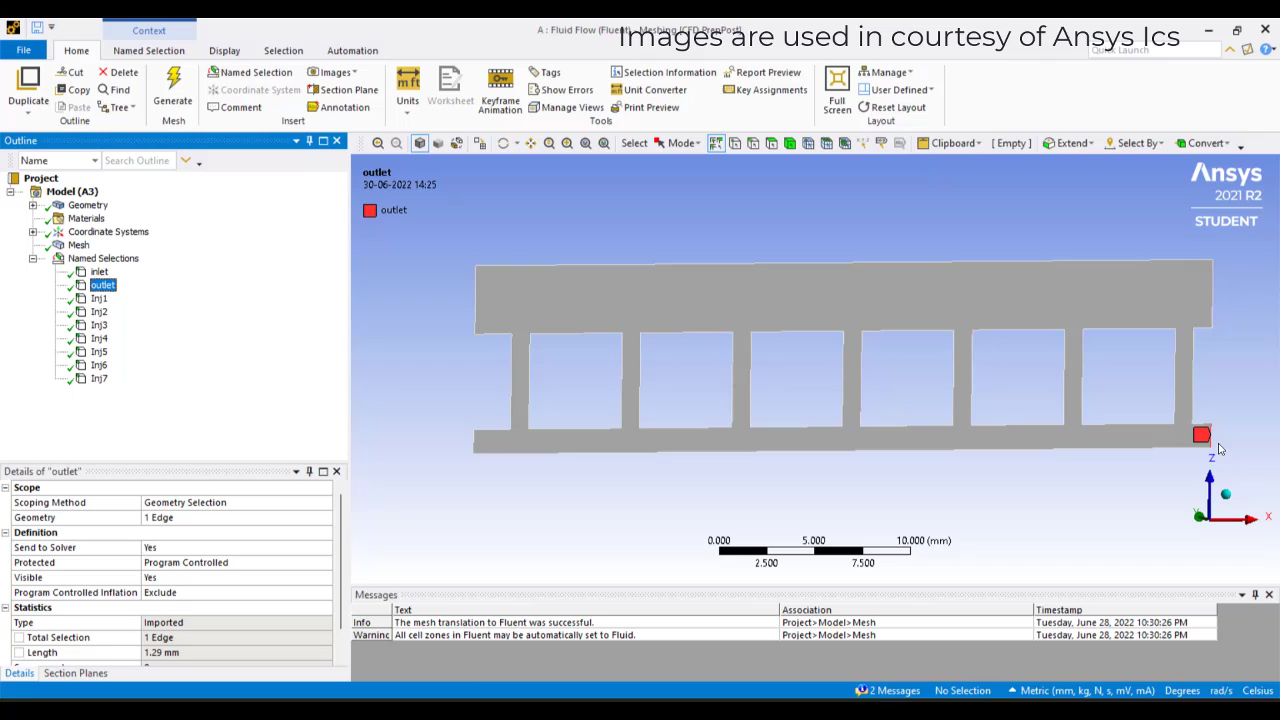 Context
A : Fluid Flow (Fluent) - Meshing [CFD PrepPost]
Images are used in courtesy of Ansys Ics
File Home Named Selection Display Selection Automation
Quick Launch
Duplicate Cut Delete
Copy Find
Paste Tree
Outline
Generate
Mesh
Named Selection Images
Coordinate System Section Plane
Comment Annotation
Insert
mft
Units Worksheet Keyframe Animation
Tags Selection Information Report Preview
Show Errors Unit Converter Key Assignments
Manage Views Print Preview
Tools
Full Screen
Manage
User Defined
Reset Layout
Layout
Outline
Select Mode Clipboard [ Empty ] Extend Select By Convert
Name Search Outline
Project
Model (A3)
Geometry
Materials
Coordinate Systems
Mesh
Named Selections
inlet
outlet
Inj1
Inj2
Inj3
Inj4
Inj5
Inj6
Inj7
outlet
30-06-2022 14:25
outlet
Ansys
2021 R2
STUDENT
Z
Y
X
0.000 5.000 10.000 (mm)
2.500 7.500
Details of "outlet"
Scope
Scoping Method Geometry Selection
Geometry 1 Edge
Definition
Send to Solver Yes
Protected Program Controlled
Visible Yes
Program Controlled Inflation Exclude
Statistics
Type Imported
Total Selection 1 Edge
Length 1.29 mm
Details Section Planes
Messages
Text Association Timestamp
Info The mesh translation to Fluent was successful. Project>Model>Mesh Tuesday, June 28, 2022 10:30:26 PM
Warning All cell zones in Fluent may be automatically set to Fluid. Project>Model>Mesh Tuesday, June 28, 2022 10:30:26 PM
2 Messages No Selection Metric (mm, kg, N, s, mV, mA) Degrees rad/s Celsius